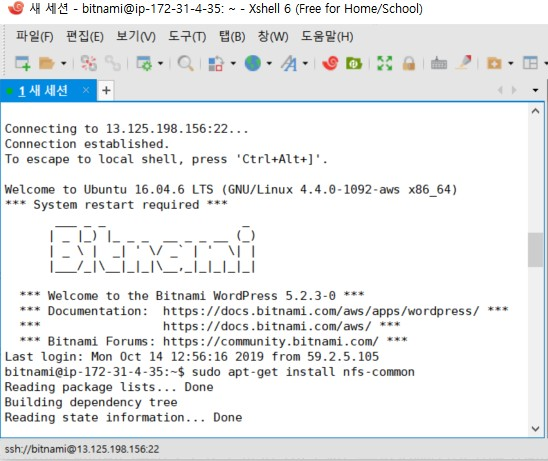 새 세션 - bitnami@ip-172-31-4-35: ~ - Xshell 6 (Free for Home/School)
파일(F) 편집(E) 보기(V) 도구(T) 탭(B) 창(W) 도움말(H)
1 새 세션
Connecting to 13.125.198.156:22...
Connection established.
To escape to local shell, press 'Ctrl+Alt+]'.
Welcome to Ubuntu 16.04.6 LTS (GNU/Linux 4.4.0-1092-aws x86_64)
*** System restart required ***
Bitnami
*** Welcome to the Bitnami WordPress 5.2.3-0 ***
*** Documentation:  https://docs.bitnami.com/aws/apps/wordpress/ ***
***                 https://docs.bitnami.com/aws/ ***
*** Bitnami Forums: https://community.bitnami.com/ ***
Last login: Mon Oct 14 12:56:16 2019 from 59.2.5.105
bitnami@ip-172-31-4-35:~$ sudo apt-get install nfs-common
Reading package lists... Done
Building dependency tree
Reading state information... Done
ssh://bitnami@13.125.198.156:22